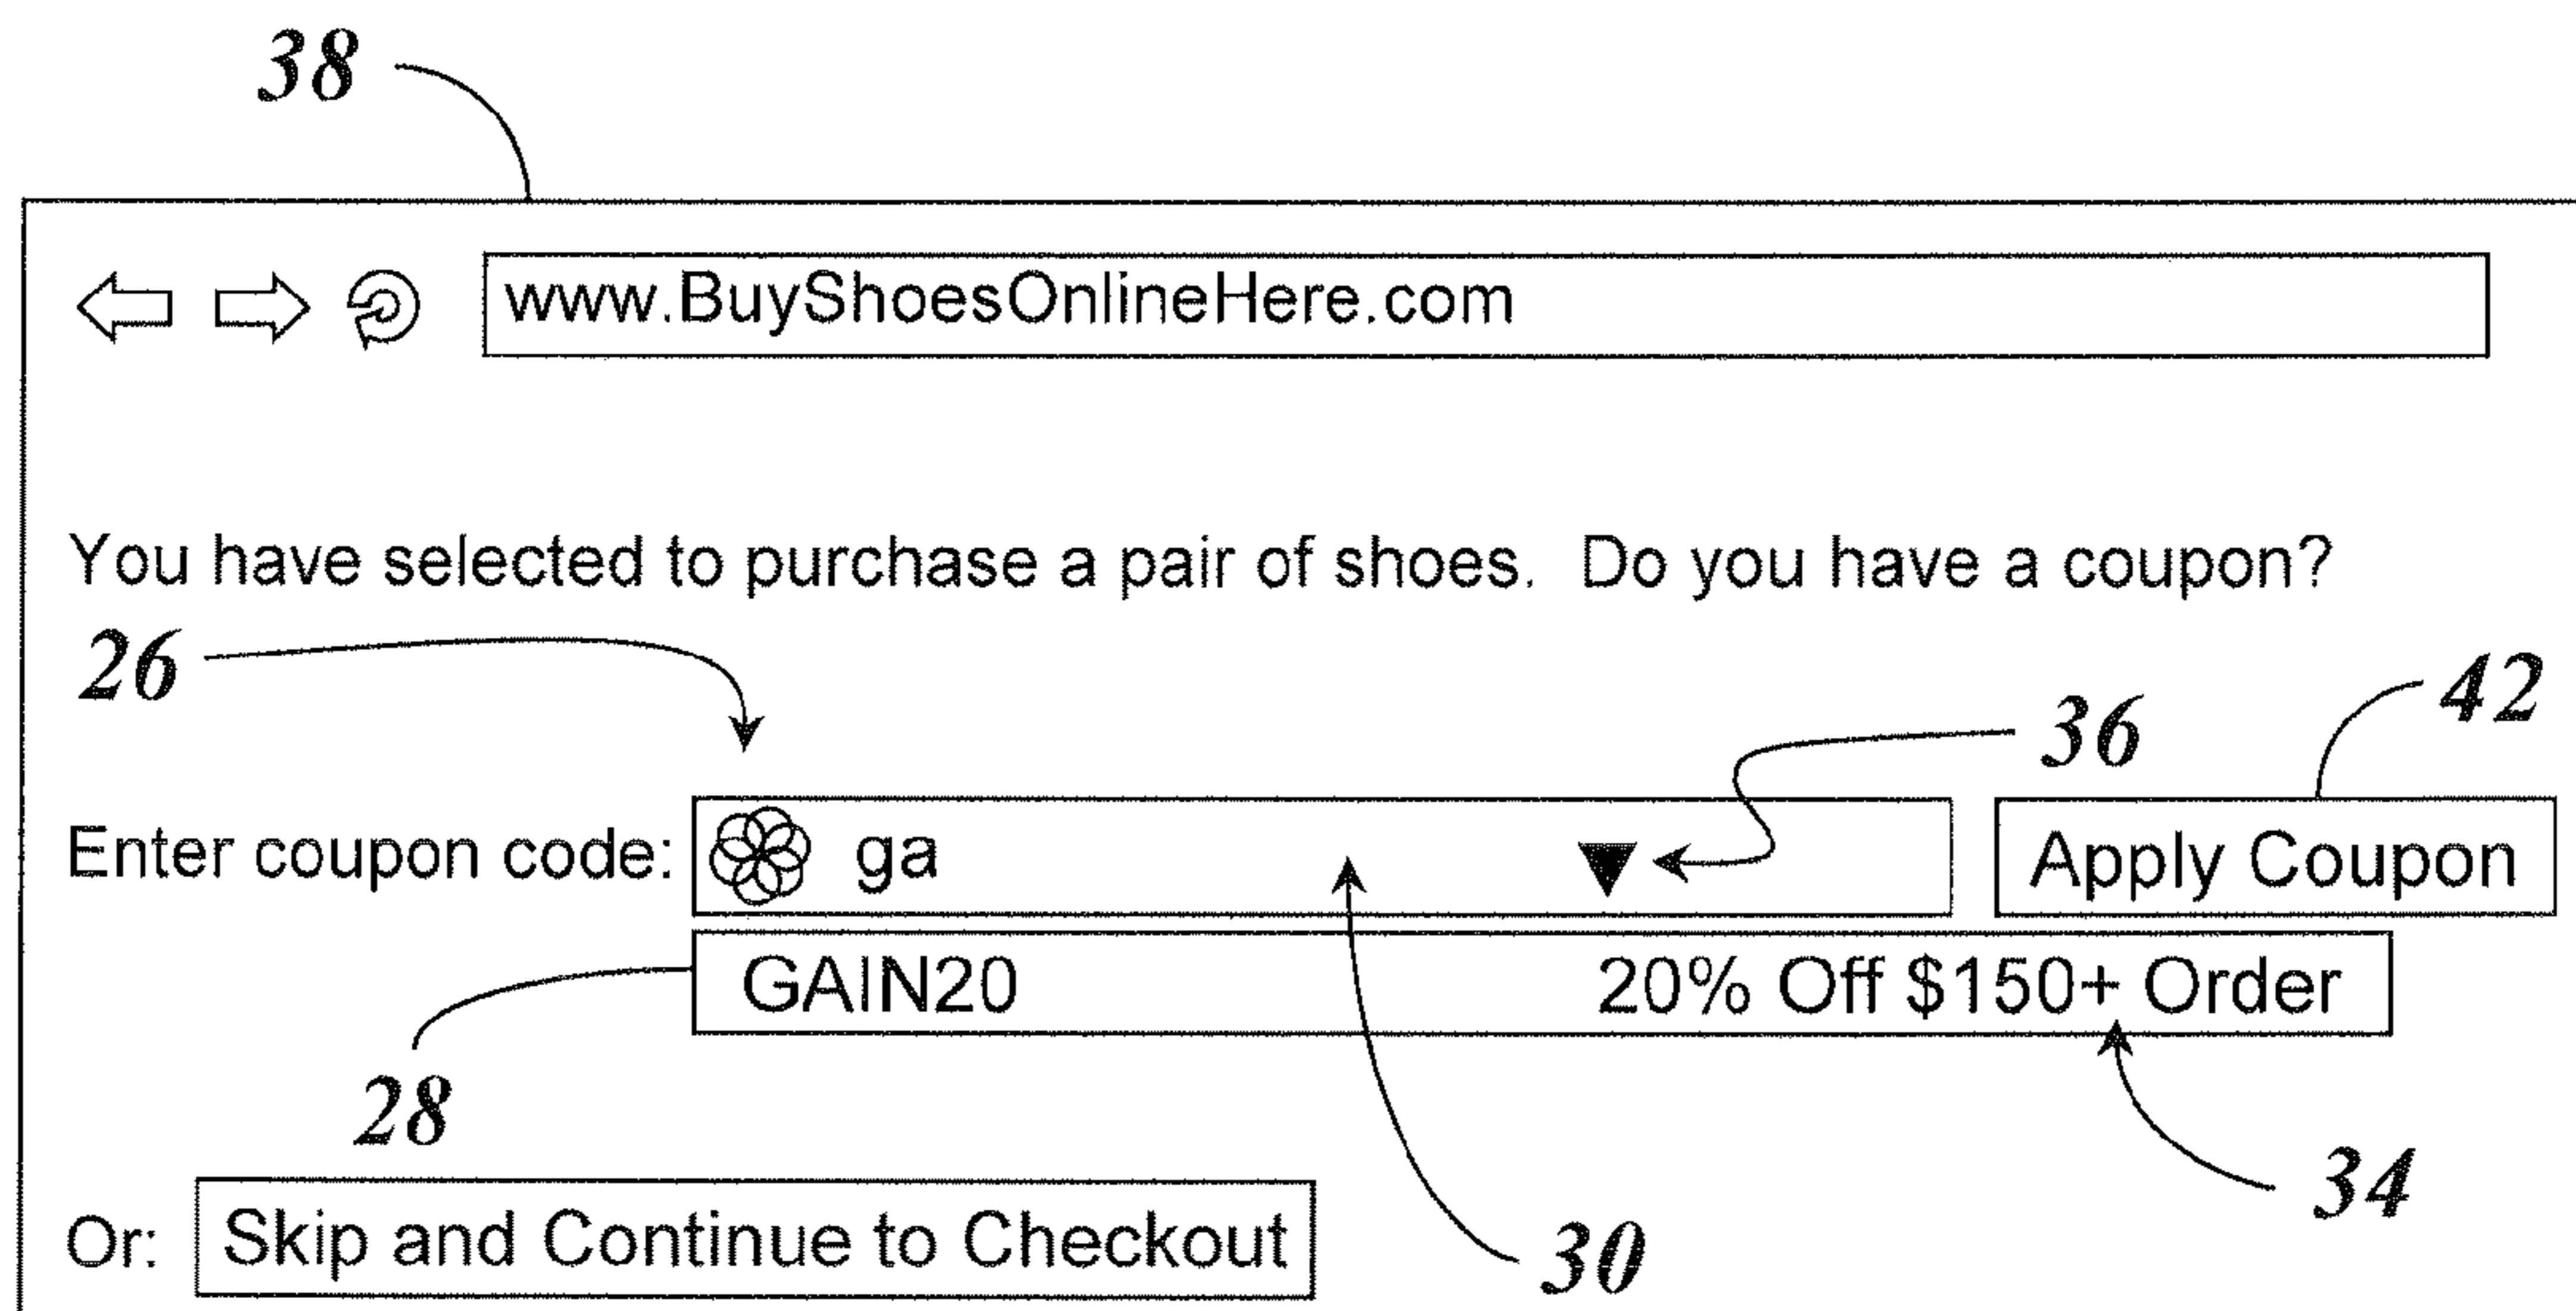 38
www.BuyShoesOnlineHere.com
You have selected to purchase a pair of shoes.  Do you have a coupon?
26
42
36
Enter coupon code: ga Apply Coupon
GAIN20 20% Off $150+ Order
28
34
Or: Skip and Continue to Checkout
30